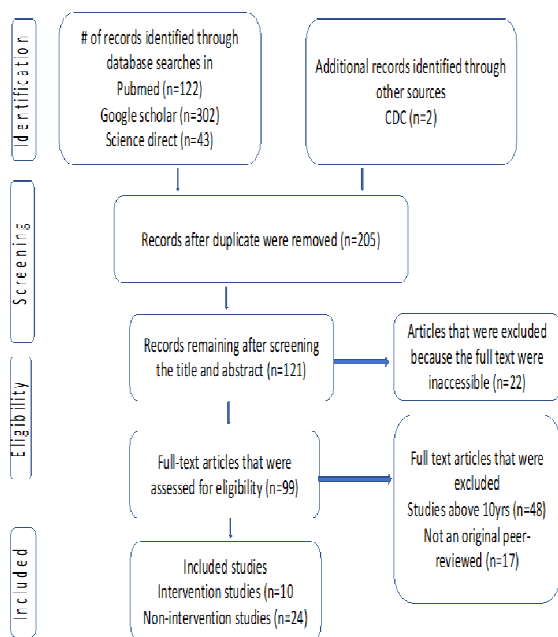 Identification
# of records identified through
database searches in
Pubmed (n=122)
Google scholar (n=302)
Science direct (n=43)
Additional records identified through
other sources
CDC (n=2)
Screening
Records after duplicate were removed (n=205)
Records remaining after screening
the title and abstract (n=121)
Articles that were excluded
because the full text were
inaccessible (n=22)
Eligibility
Full-text articles that were
assessed for eligibility (n=99)
Full text articles that were
excluded
Studies above 10yrs (n=48)
Not an original peer-
reviewed (n=17)
Included
Included studies
Intervention studies (n=10
Non-intervention studies (n=24)